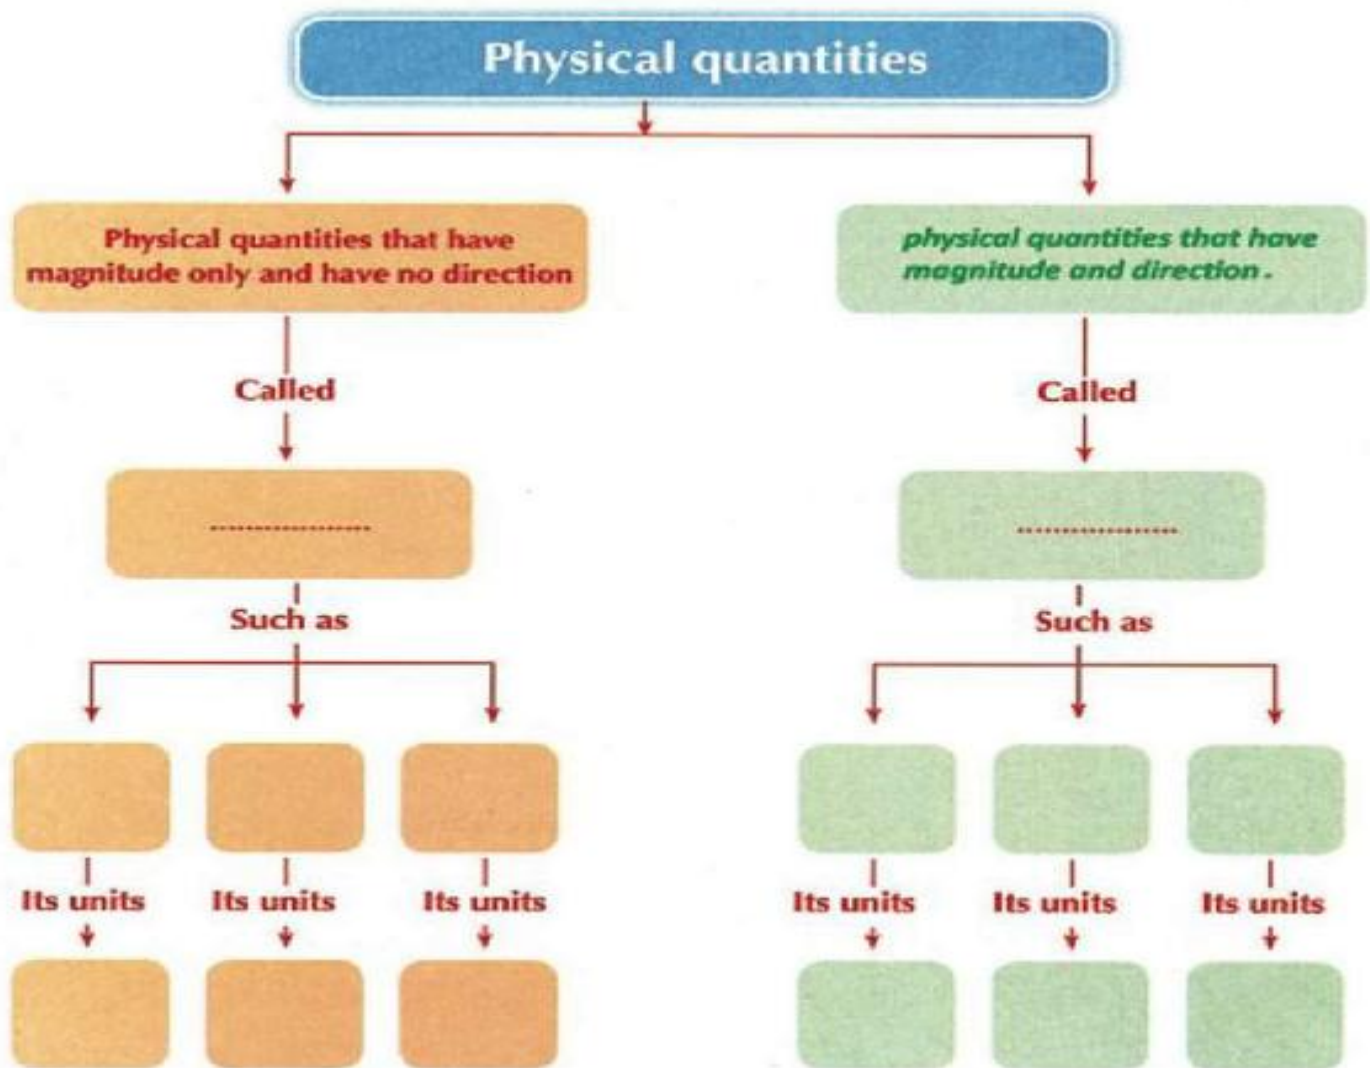 Physical quantities
Physical quantities that have
magnitude only and have no direction
physical quantities that have
magnitude and direction .
Called
Called
..................
..................
Such as
Such as
Its units
Its units
Its units
Its units
Its units
Its units